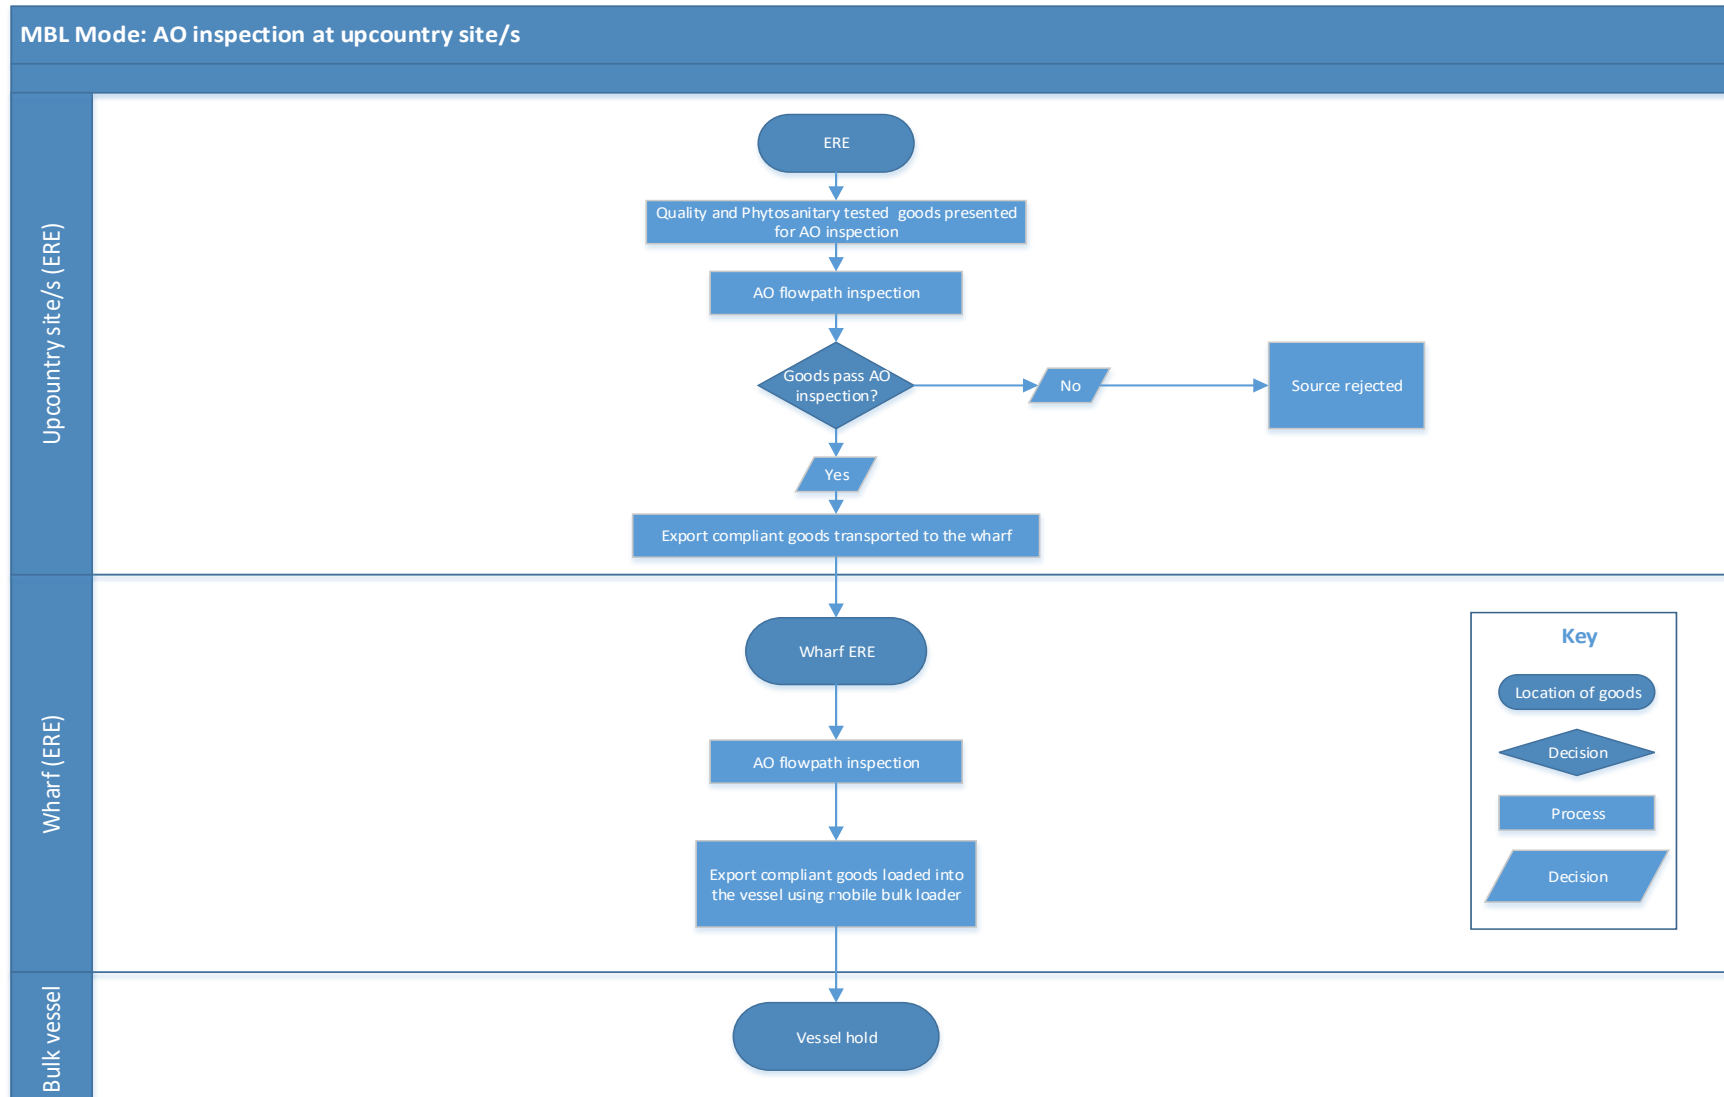 MBL Mode: AO inspection at upcountry site/s
Upcountry site/s (ERE)
ERE
Quality and Phytosanitary tested goods presented
for AO inspection
AO flowpath inspection
Goods pass AO
inspection?
No
Source rejected
Yes
Export compliant goods transported to the wharf
Wharf (ERE)
Wharf ERE
AO flowpath inspection
Export compliant goods loaded into
the vessel using mobile bulk loader
Key
Location of goods
Decision
Process
Decision
Bulk vessel
Vessel hold